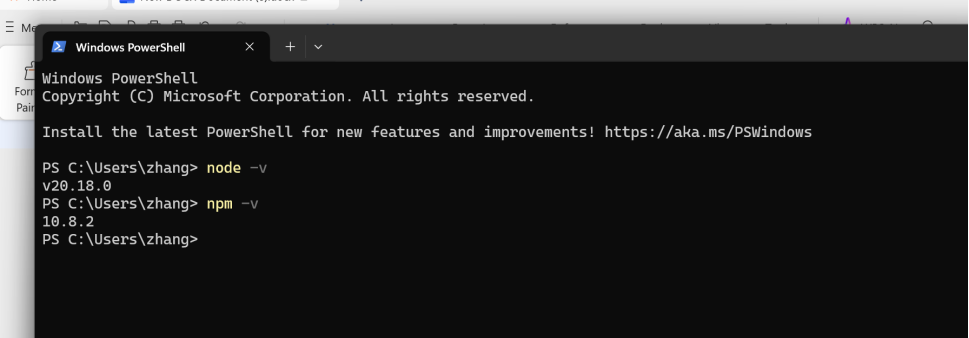 Windows PowerShell
Windows PowerShell
Copyright (C) Microsoft Corporation. All rights reserved.
Install the latest PowerShell for new features and improvements! https://aka.ms/PSWindows
PS C:\Users\zhang> node -v
v20.18.0
PS C:\Users\zhang> npm -v
10.8.2
PS C:\Users\zhang>